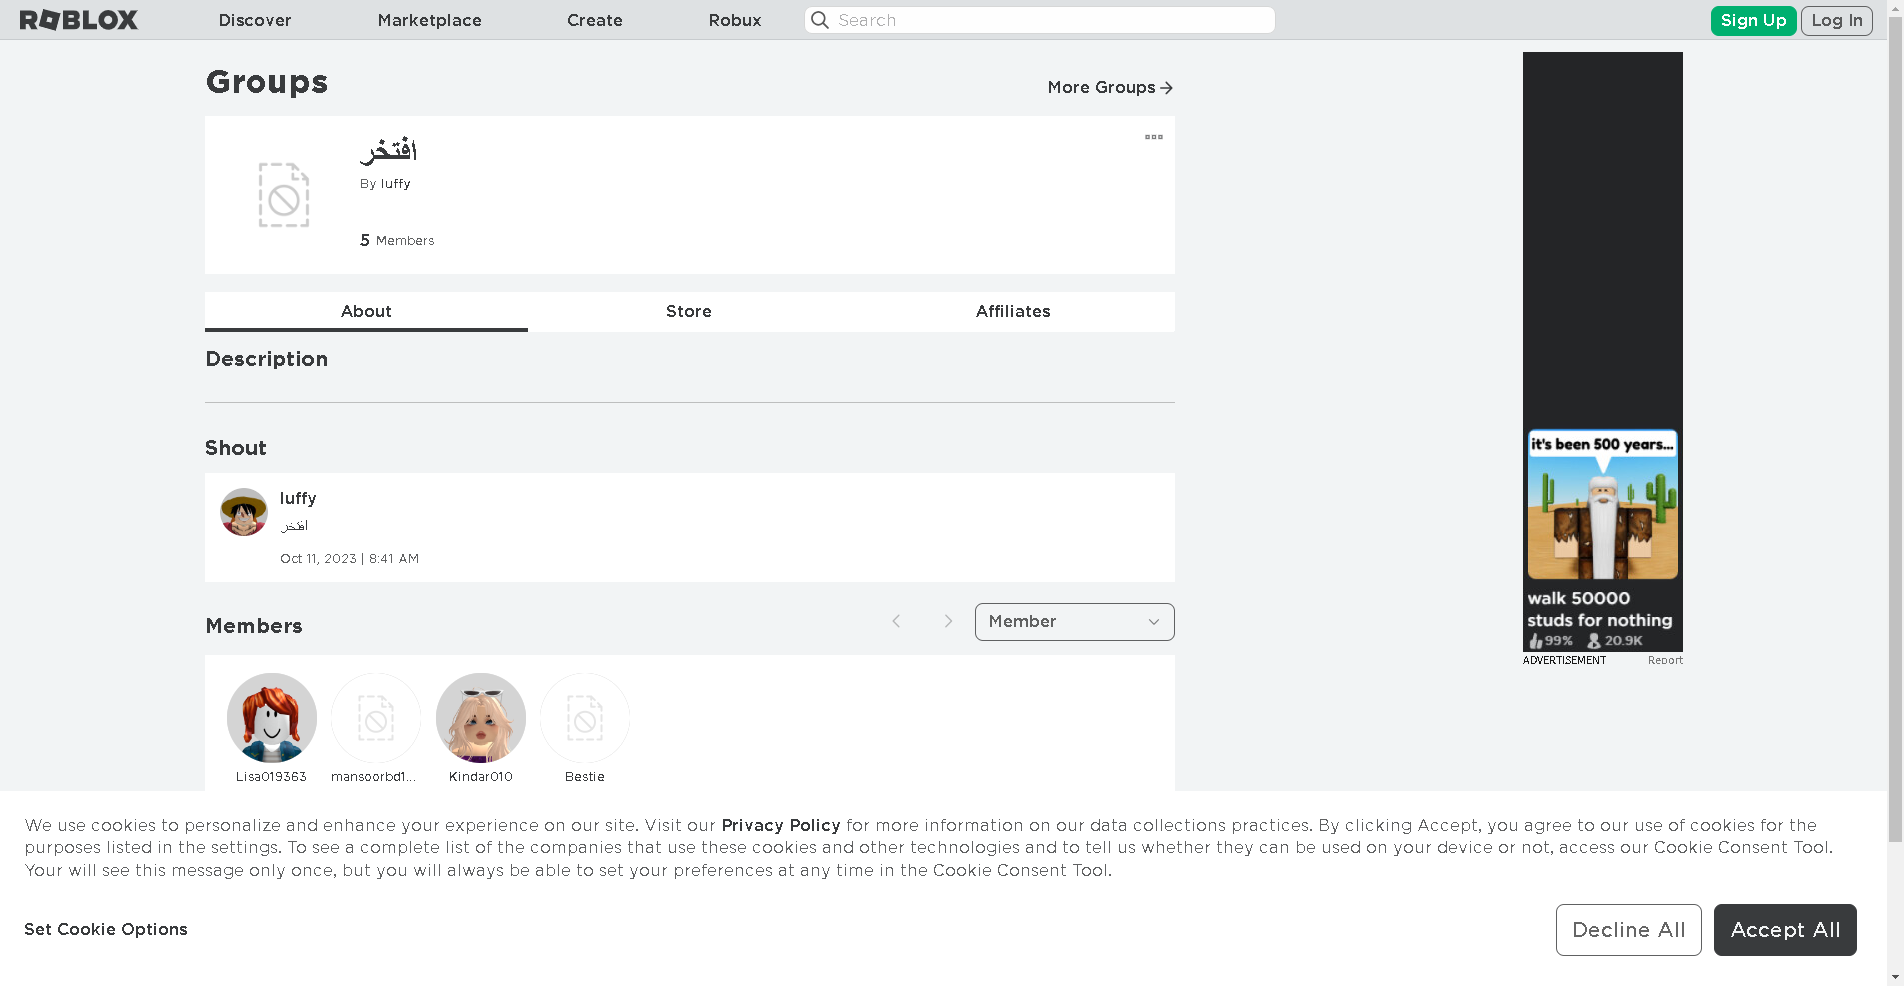 ROBLOX
Discover
Marketplace
Create
Robux
Search
Sign Up
Log In
Groups
More Groups
افتخر
By luffy
5 Members
About
Store
Affiliates
Description
Shout
luffy
افتخر
Oct 11, 2023 | 8:41 AM
Members
Member
Lisa019363
mansoorbd1...
Kindar010
Bestie
it's been 500 years...
walk 50000
studs for nothing
99% 20.9K
ADVERTISEMENT
Report
We use cookies to personalize and enhance your experience on our site. Visit our Privacy Policy for more information on our data collections practices. By clicking Accept, you agree to our use of cookies for the
purposes listed in the settings. To see a complete list of the companies that use these cookies and other technologies and to tell us whether they can be used on your device or not, access our Cookie Consent Tool.
Your will see this message only once, but you will always be able to set your preferences at any time in the Cookie Consent Tool.
Set Cookie Options
Decline All
Accept All